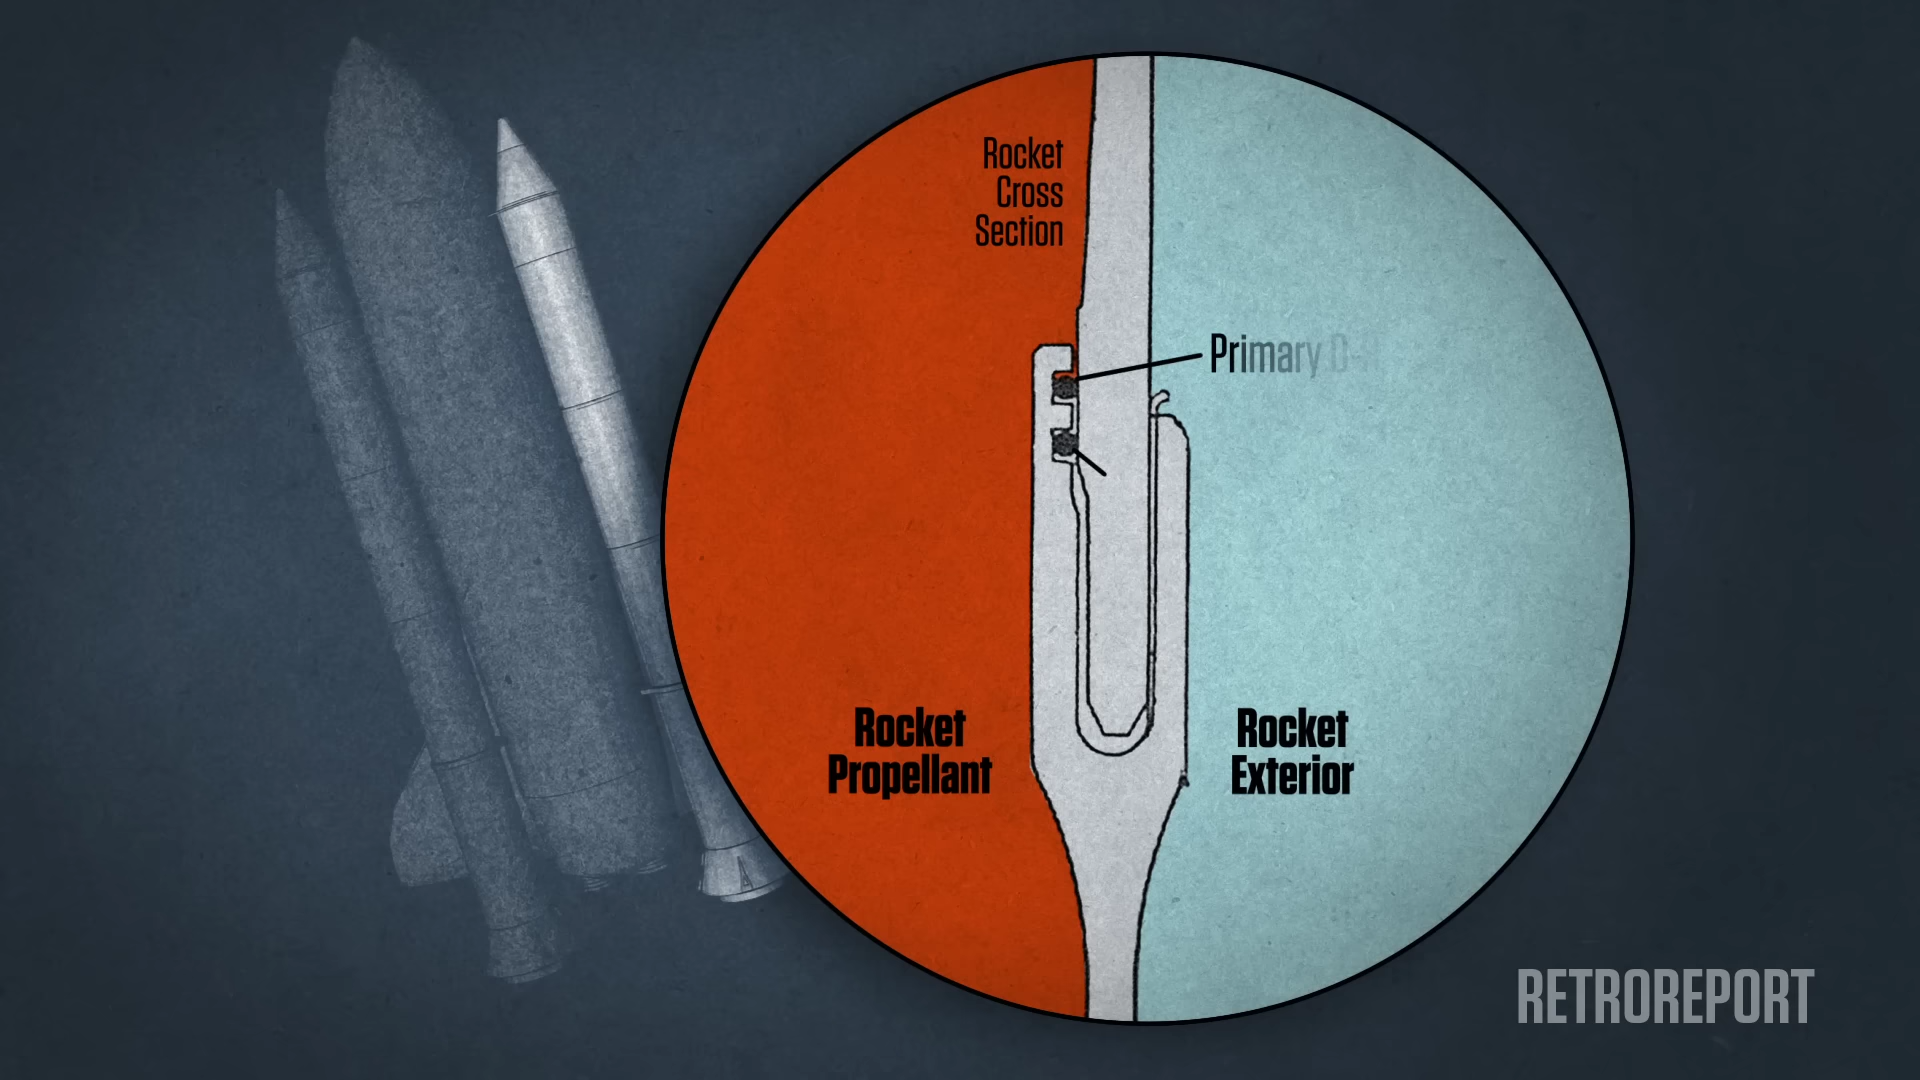 Rocket
Cross
Section
Primary O-
Rocket
Propellant
Rocket
Exterior
RETROREPORT